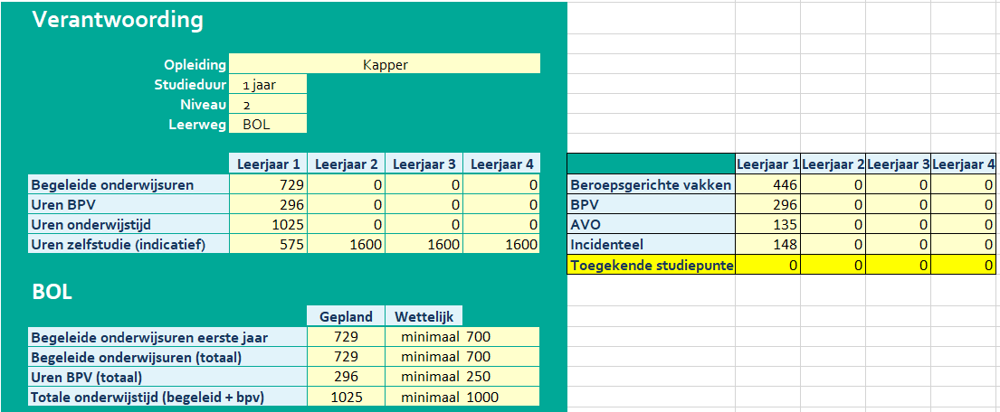 Verantwoording
Opleiding Kapper
Studieduur 1 jaar
Niveau 2
Leerweg BOL
Leerjaar 1 Leerjaar 2 Leerjaar 3 Leerjaar 4
Begeleide onderwijsuren 729 0 0 0
Uren BPV 296 0 0 0
Uren onderwijstijd 1025 0 0 0
Uren zelfstudie (indicatief) 575 1600 1600 1600
Leerjaar 1 Leerjaar 2 Leerjaar 3 Leerjaar 4
Beroepsgerichte vakken 446 0 0 0
BPV 296 0 0 0
AVO 135 0 0 0
Incidenteel 148 0 0 0
Toegekende studiepunte 0 0 0 0
BOL
Gepland Wettelijk
Begeleide onderwijsuren eerste jaar 729 minimaal 700
Begeleide onderwijsuren (totaal) 729 minimaal 700
Uren BPV (totaal) 296 minimaal 250
Totale onderwijstijd (begeleid + bpv) 1025 minimaal 1000